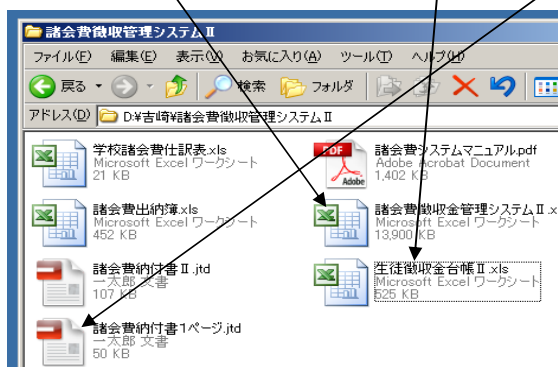 諸会費徴収管理システムⅡ
ファイル(F) 編集(E) 表示(V) お気に入り(A) ツール(T) ヘルプ(H)
戻る 検索 フォルダ
アドレス(D) D:¥吉崎¥諸会費徴収管理システムⅡ
学校諸会費仕訳表.xls
Microsoft Excel ワークシート
21 KB
PDF
Adobe
諸会費システムマニュアル.pdf
Adobe Acrobat Document
1,402 KB
諸会費出納簿.xls
Microsoft Excel ワークシート
452 KB
諸会費徴収金管理システムⅡ.x
Microsoft Excel ワークシート
13,900 KB
諸会費納付書Ⅱ.jtd
一太郎 文書
107 KB
生徒徴収金台帳Ⅱ.xls
Microsoft Excel ワークシート
525 KB
諸会費納付書1ページ.jtd
一太郎 文書
50 KB